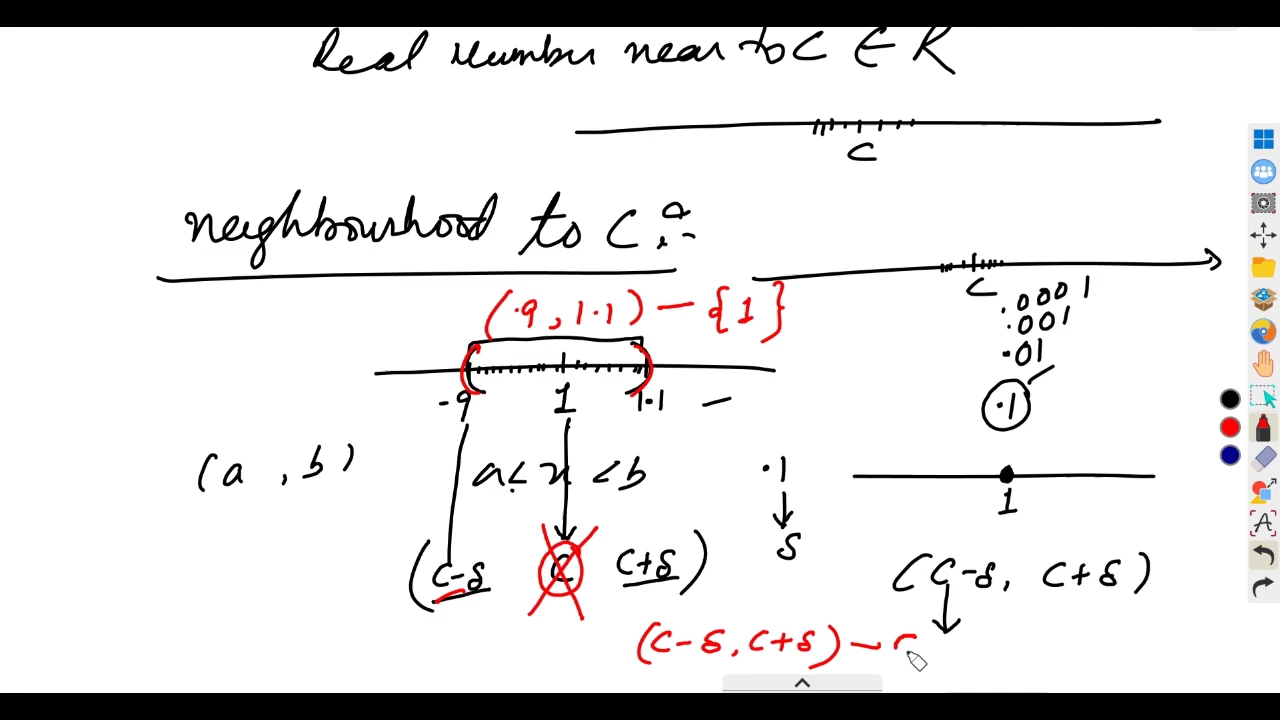 Real Number near to C ∈ R
C
neighbourhood to C :-
C
(.9, 1.1) - {1}
.0001
.001
.01
.1
.9 1 1.1 -
(a, b) a < x < b .1
1
δ
(C-δ C C+δ) (C-δ, C+δ)
(C-δ, C+δ) -
A